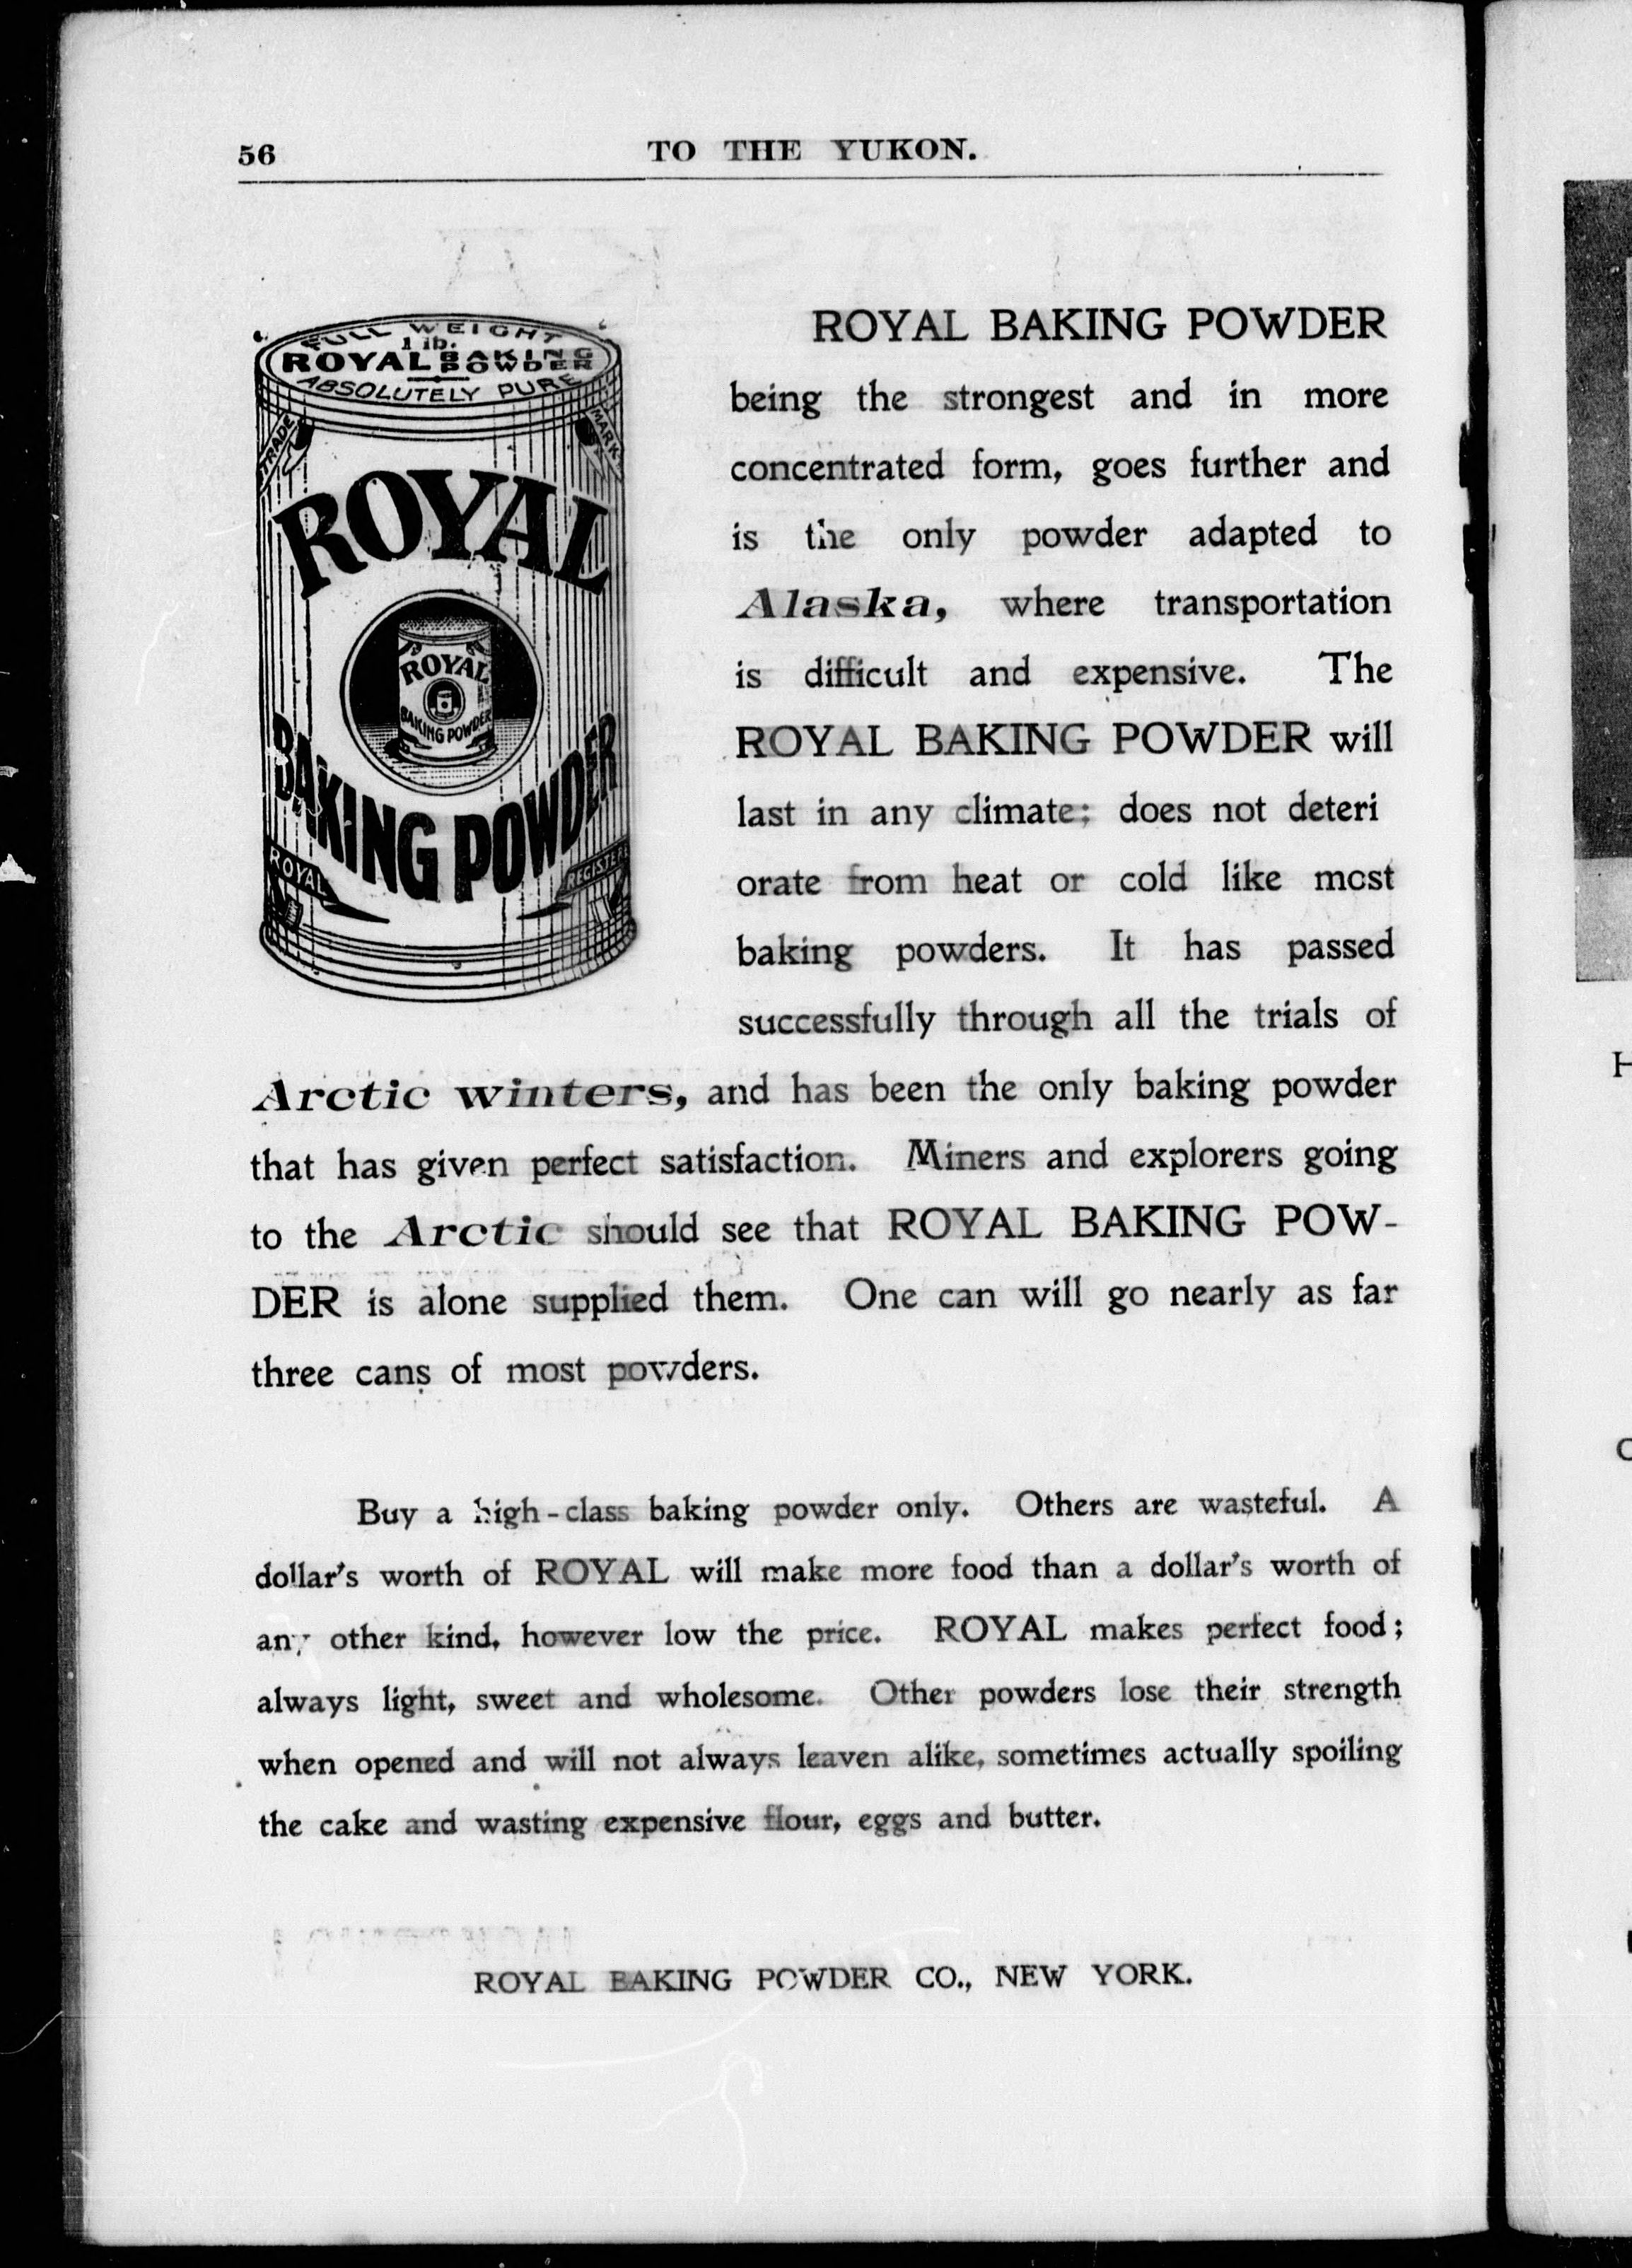 56
TO THE YUKON.
FULL WEIGHT
1 lb.
ROYAL BAKING POWDER
ABSOLUTELY PURE
TRADE MARK
ROYAL
ROYAL
BAKING POWDER
BAKING POWDER
ROYAL
REGISTERE
ROYAL BAKING POWDER
being the strongest and in more
concentrated form, goes further and
is the only powder adapted to
Alaska, where transportation
is difficult and expensive. The
ROYAL BAKING POWDER will
last in any climate; does not deteri
orate from heat or cold like most
baking powders. It has passed
successfully through all the trials of
Arctic winters, and has been the only baking powder
that has given perfect satisfaction. Miners and explorers going
to the Arctic should see that ROYAL BAKING POW-
DER is alone supplied them. One can will go nearly as far
three cans of most powders.
Buy a high-class baking powder only. Others are wasteful. A
dollar's worth of ROYAL will make more food than a dollar's worth of
any other kind, however low the price. ROYAL makes perfect food;
always light, sweet and wholesome. Other powders lose their strength
when opened and will not always leaven alike, sometimes actually spoiling
the cake and wasting expensive flour, eggs and butter.
ROYAL BAKING POWDER CO., NEW YORK.